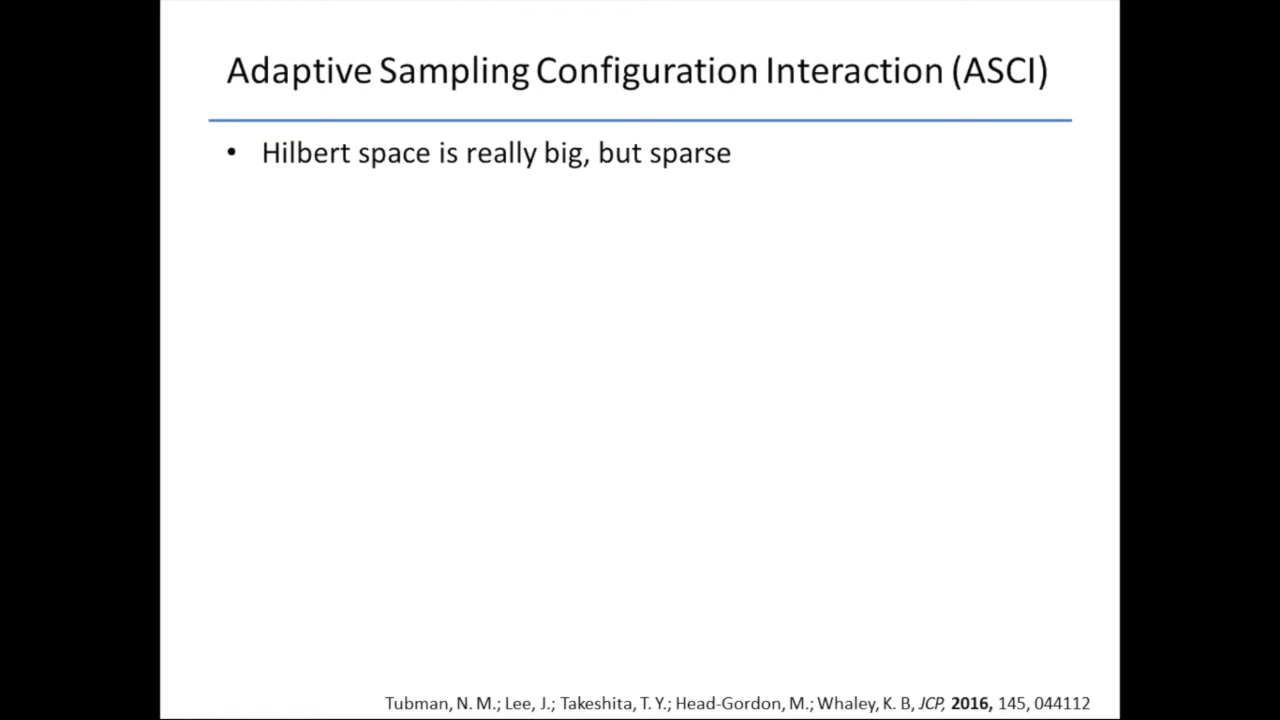 Adaptive Sampling Configuration Interaction (ASCI)
• Hilbert space is really big, but sparse
Tubman, N. M.; Lee, J.; Takeshita, T. Y.; Head-Gordon, M.; Whaley, K. B, JCP, 2016, 145, 044112